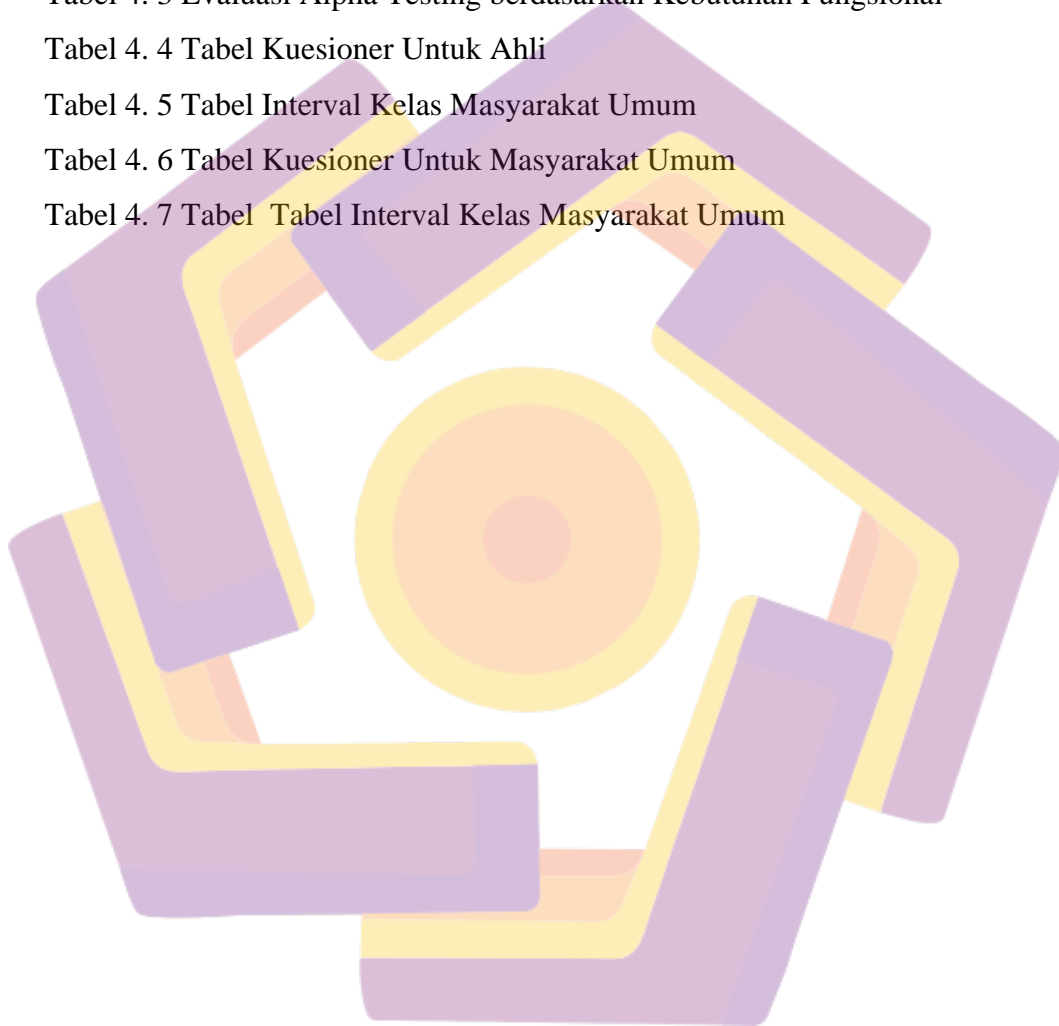 Tabel 4. 3 Evaluasi Alpha Testing berdasarkan Kebutuhan Fungsional
Tabel 4. 4 Tabel Kuesioner Untuk Ahli
Tabel 4. 5 Tabel Interval Kelas Masyarakat Umum
Tabel 4. 6 Tabel Kuesioner Untuk Masyarakat Umum
Tabel 4. 7 Tabel  Tabel Interval Kelas Masyarakat Umum